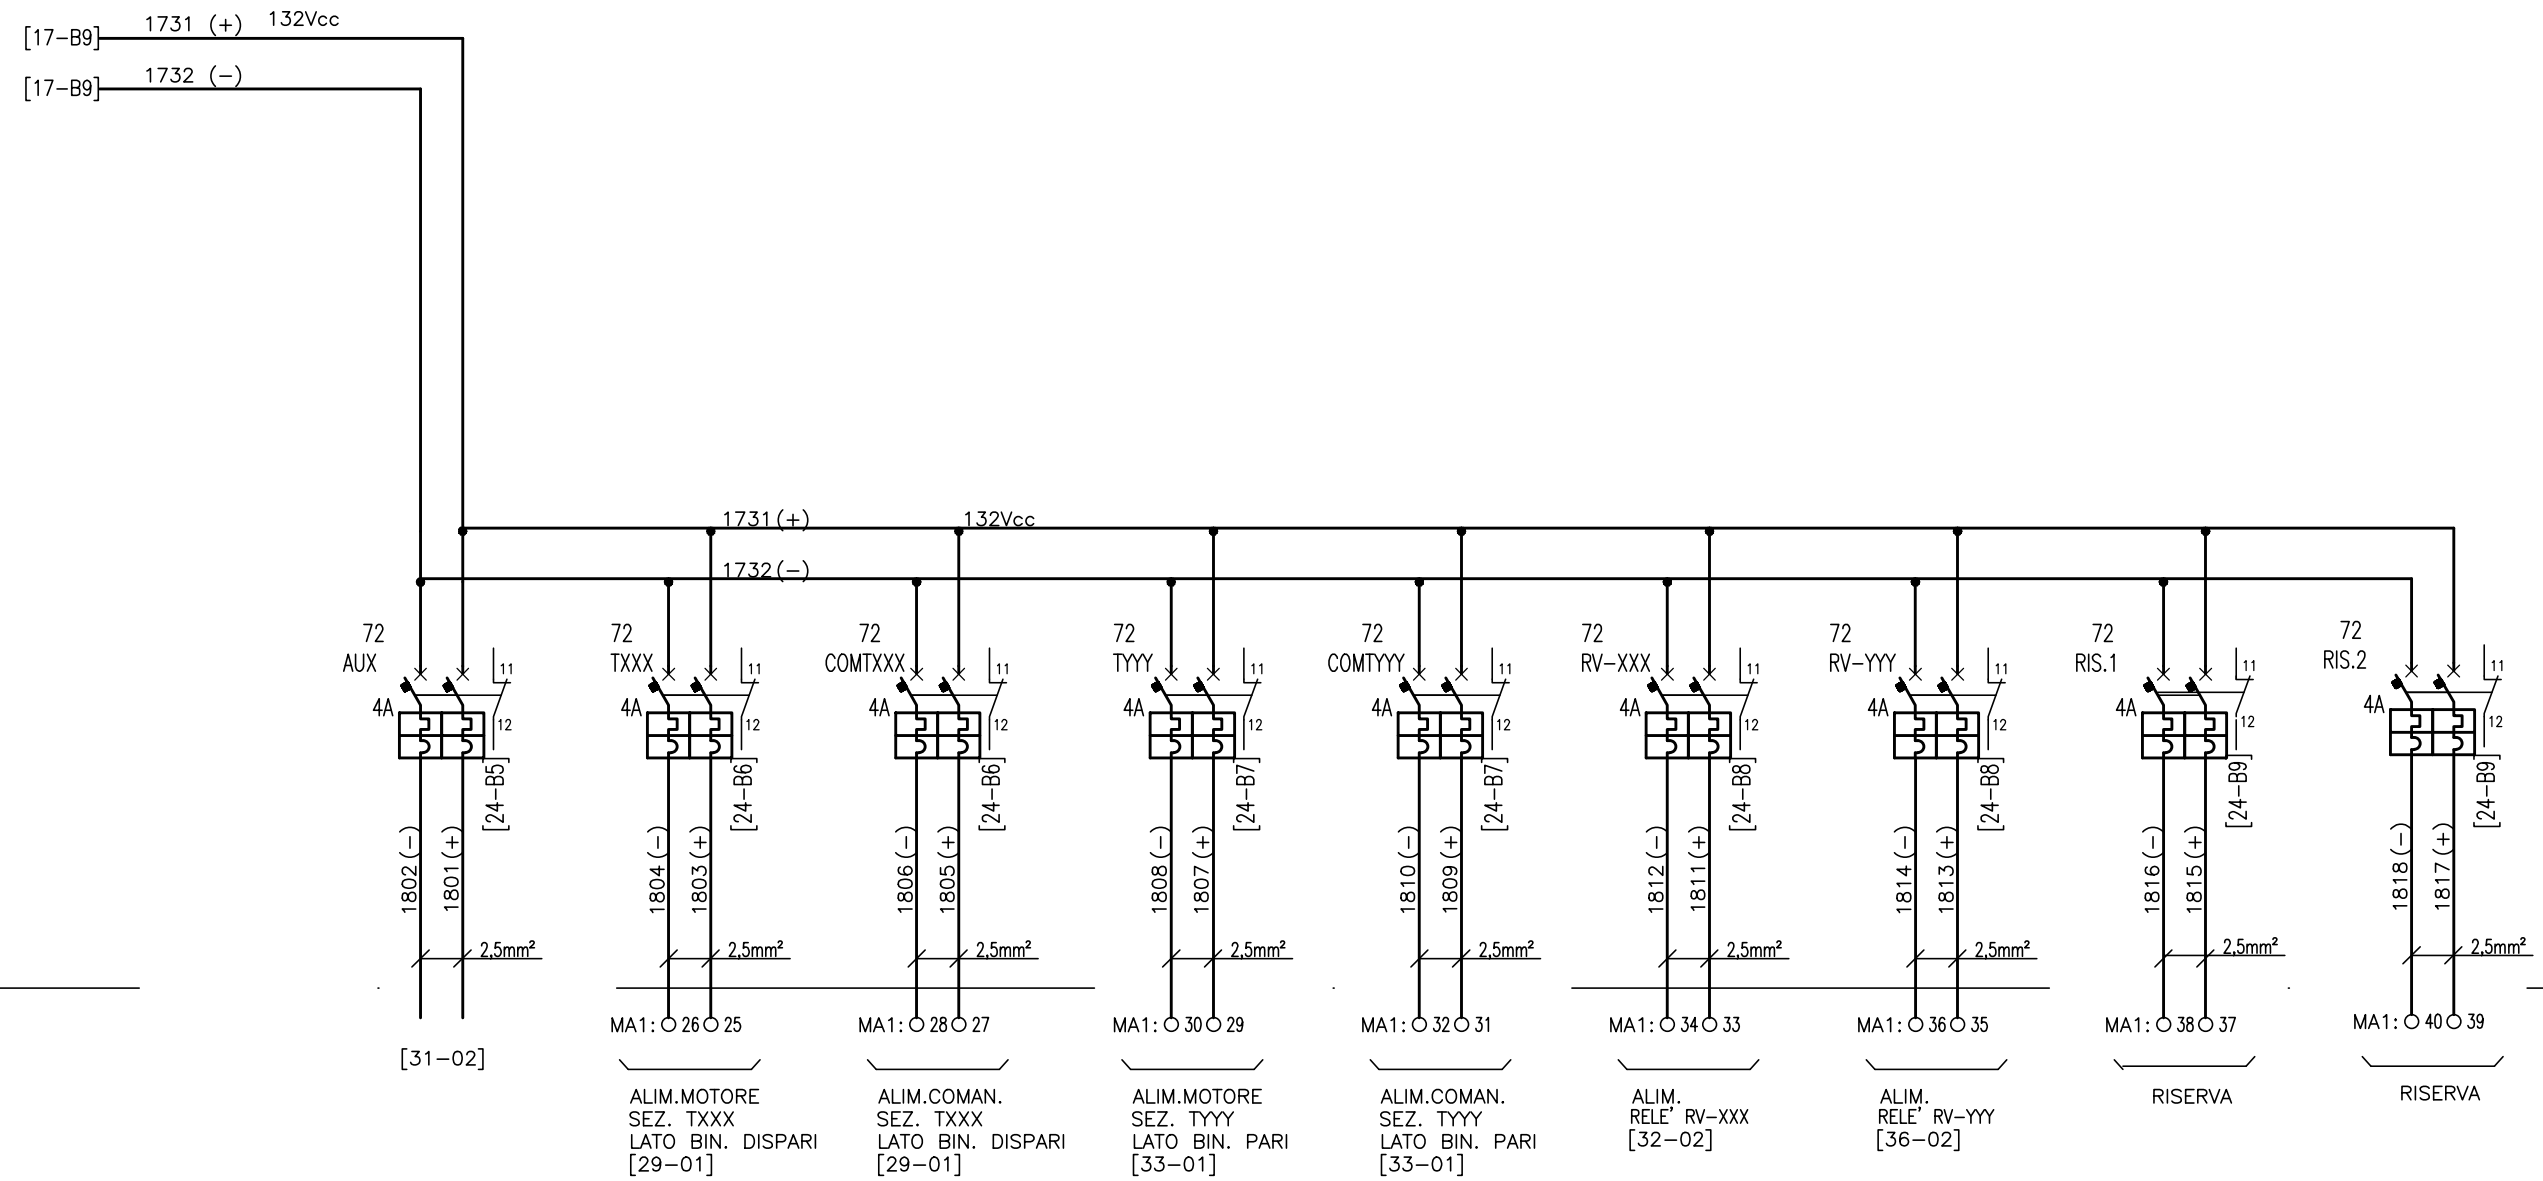 [17-B9] 1731 (+) 132Vcc
[17-B9] 1732 (-)
1731(+) 132Vcc
1732(-)
72 72 72 72 72 72 72 72 72
AUX TXXX COMTXXX TYYY COMTYYY RV-XXX RV-YYY RIS.1 RIS.2
11 11 11 11 11 11 11 11 11
4A 4A 4A 4A 4A 4A 4A 4A 4A
12 12 12 12 12 12 12 12 12
[24-B5] [24-B6] [24-B6] [24-B7] [24-B7] [24-B8] [24-B8] [24-B9] [24-B9]
1802(-) 1801(+) 1804(-) 1803(+) 1806(-) 1805(+) 1808(-) 1807(+) 1810(-) 1809(+) 1812(-) 1811(+) 1814(-) 1813(+) 1816(-) 1815(+) 1818(-) 1817(+)
2,5mm² 2,5mm² 2,5mm² 2,5mm² 2,5mm² 2,5mm² 2,5mm² 2,5mm² 2,5mm²
MA1: 26 25 MA1: 28 27 MA1: 30 29 MA1: 32 31 MA1: 34 33 MA1: 36 35 MA1: 38 37 MA1: 40 39
[31-02]
ALIM.MOTORE
SEZ. TXXX
LATO BIN. DISPARI
[29-01]
ALIM.COMAN.
SEZ. TXXX
LATO BIN. DISPARI
[29-01]
ALIM.MOTORE
SEZ. TYYY
LATO BIN. PARI
[33-01]
ALIM.COMAN.
SEZ. TYYY
LATO BIN. PARI
[33-01]
ALIM.
RELE' RV-XXX
[32-02]
ALIM.
RELE' RV-YYY
[36-02]
RISERVA
RISERVA